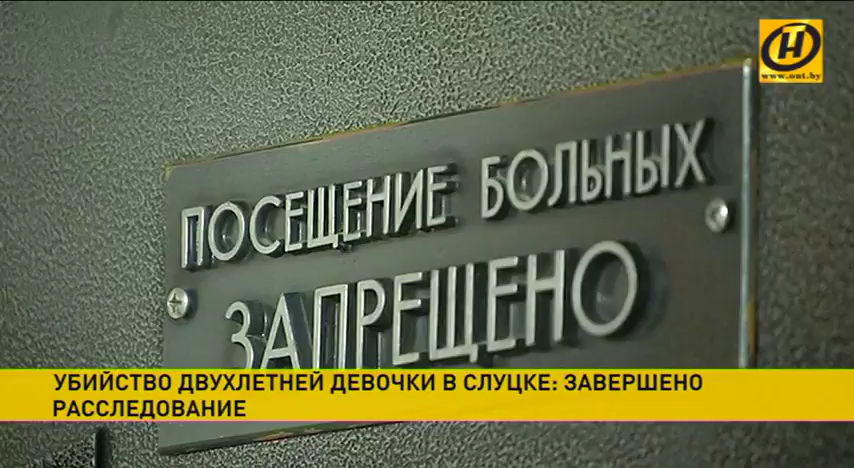 Н
www.ont.by
ПОСЕЩЕНИЕ БОЛЬНЫХ
ЗАПРЕЩЕНО
УБИЙСТВО ДВУХЛЕТНЕЙ ДЕВОЧКИ В СЛУЦКЕ: ЗАВЕРШЕНО
РАССЛЕДОВАНИЕ